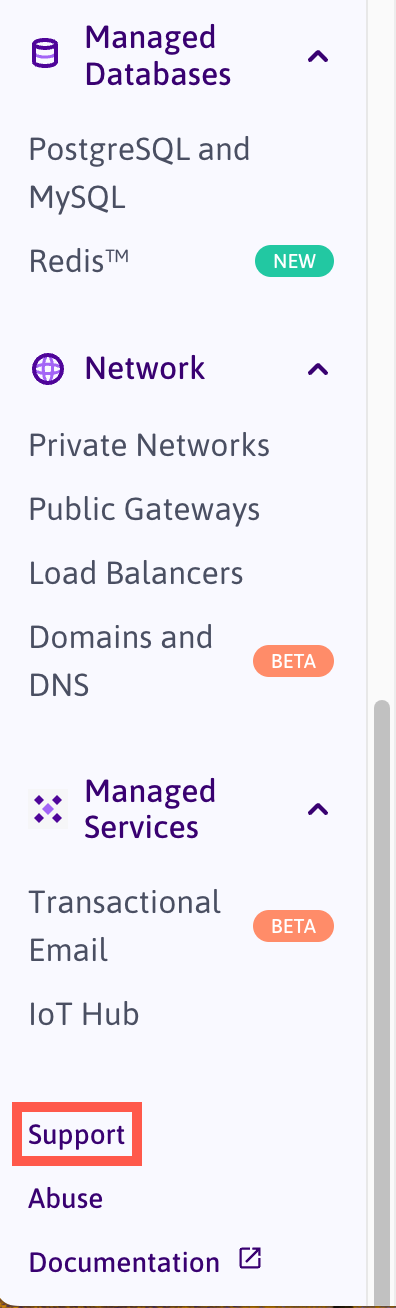 Managed
Databases
PostgreSQL and
MySQL
Redis™
NEW
Network
Private Networks
Public Gateways
Load Balancers
Domains and
DNS
BETA
Managed
Services
Transactional
Email
BETA
IoT Hub
Support
Abuse
Documentation